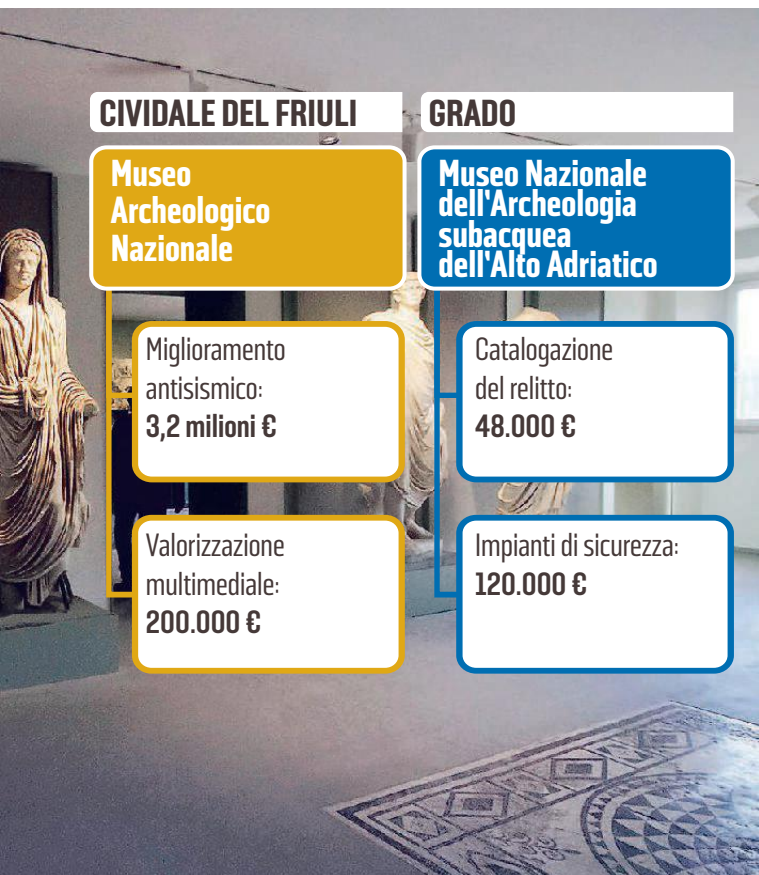 CIVIDALE DEL FRIULI
Museo
Archeologico
Nazionale
Miglioramento
antisismico:
3,2 milioni €
Valorizzazione
multimediale:
200.000 €
GRADO
Museo Nazionale
dell'Archeologia
subacquea
dell'Alto Adriatico
Catalogazione
del relitto:
48.000 €
Impianti di sicurezza:
120.000 €